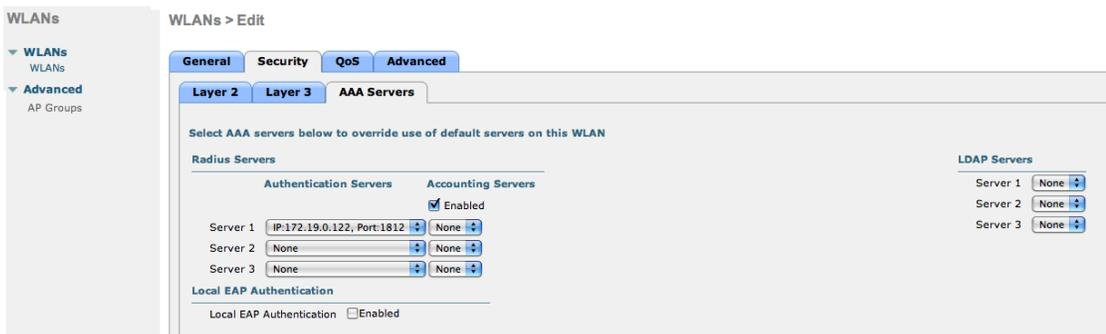 WLANs
WLANs > Edit
WLANs
WLANs
Advanced
AP Groups
General Security QoS Advanced
Layer 2 Layer 3 AAA Servers
Select AAA servers below to override use of default servers on this WLAN
Radius Servers
LDAP Servers
Authentication Servers Accounting Servers
Enabled
Server 1 IP:172.19.0.122, Port:1812 None
Server 2 None None
Server 3 None None
Server 1 None
Server 2 None
Server 3 None
Local EAP Authentication
Local EAP Authentication Enabled